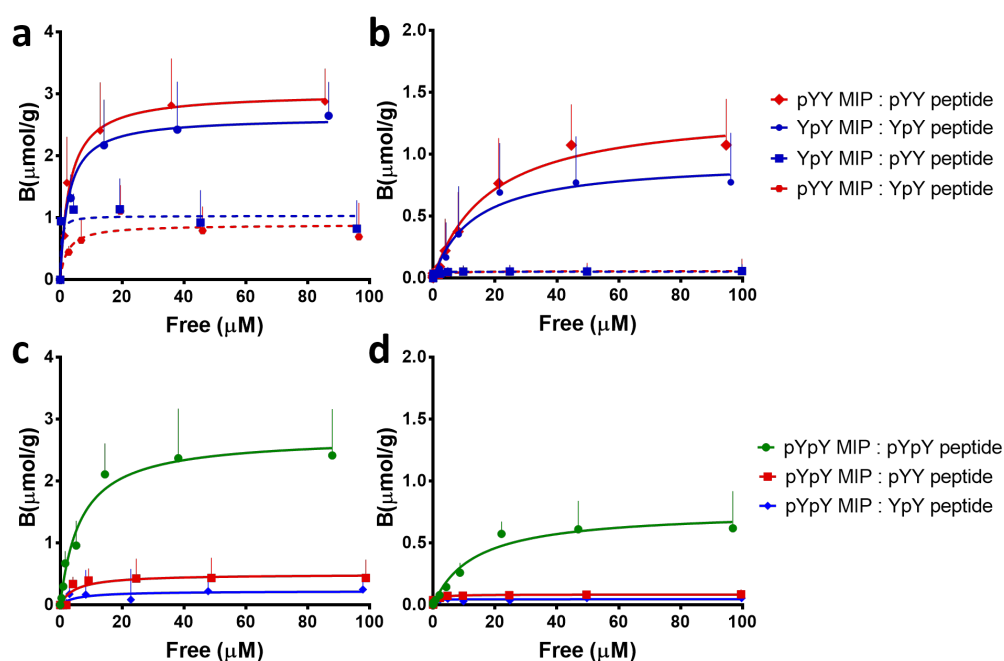 a
4
3
2
1
0
B(μmol/g)
0 20 40 60 80 100
Free (μM)
b
2.0
1.5
1.0
0.5
0.0
B(μmol/g)
0 20 40 60 80 100
Free (μM)
pYY MIP : pYY peptide
YpY MIP : YpY peptide
YpY MIP : pYY peptide
pYY MIP : YpY peptide
c
4
3
2
1
0
B(μmol/g)
0 20 40 60 80 100
Free (μM)
d
2.0
1.5
1.0
0.5
0.0
B(μmol/g)
0 20 40 60 80 100
Free (μM)
pYpY MIP : pYpY peptide
pYpY MIP : pYY peptide
pYpY MIP : YpY peptide